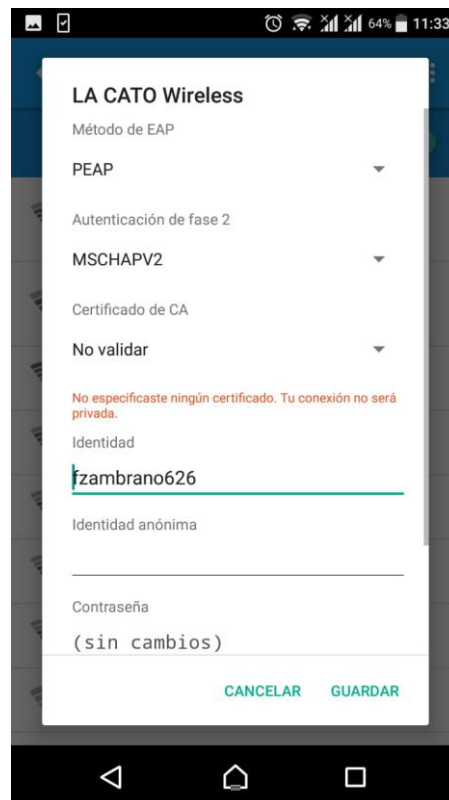 64% 11:33
LA CATO Wireless
Método de EAP
PEAP
Autenticación de fase 2
MSCHAPV2
Certificado de CA
No validar
No especificaste ningún certificado. Tu conexión no será
privada.
Identidad
fzambrano626
Identidad anónima
Contraseña
(sin cambios)
CANCELAR GUARDAR